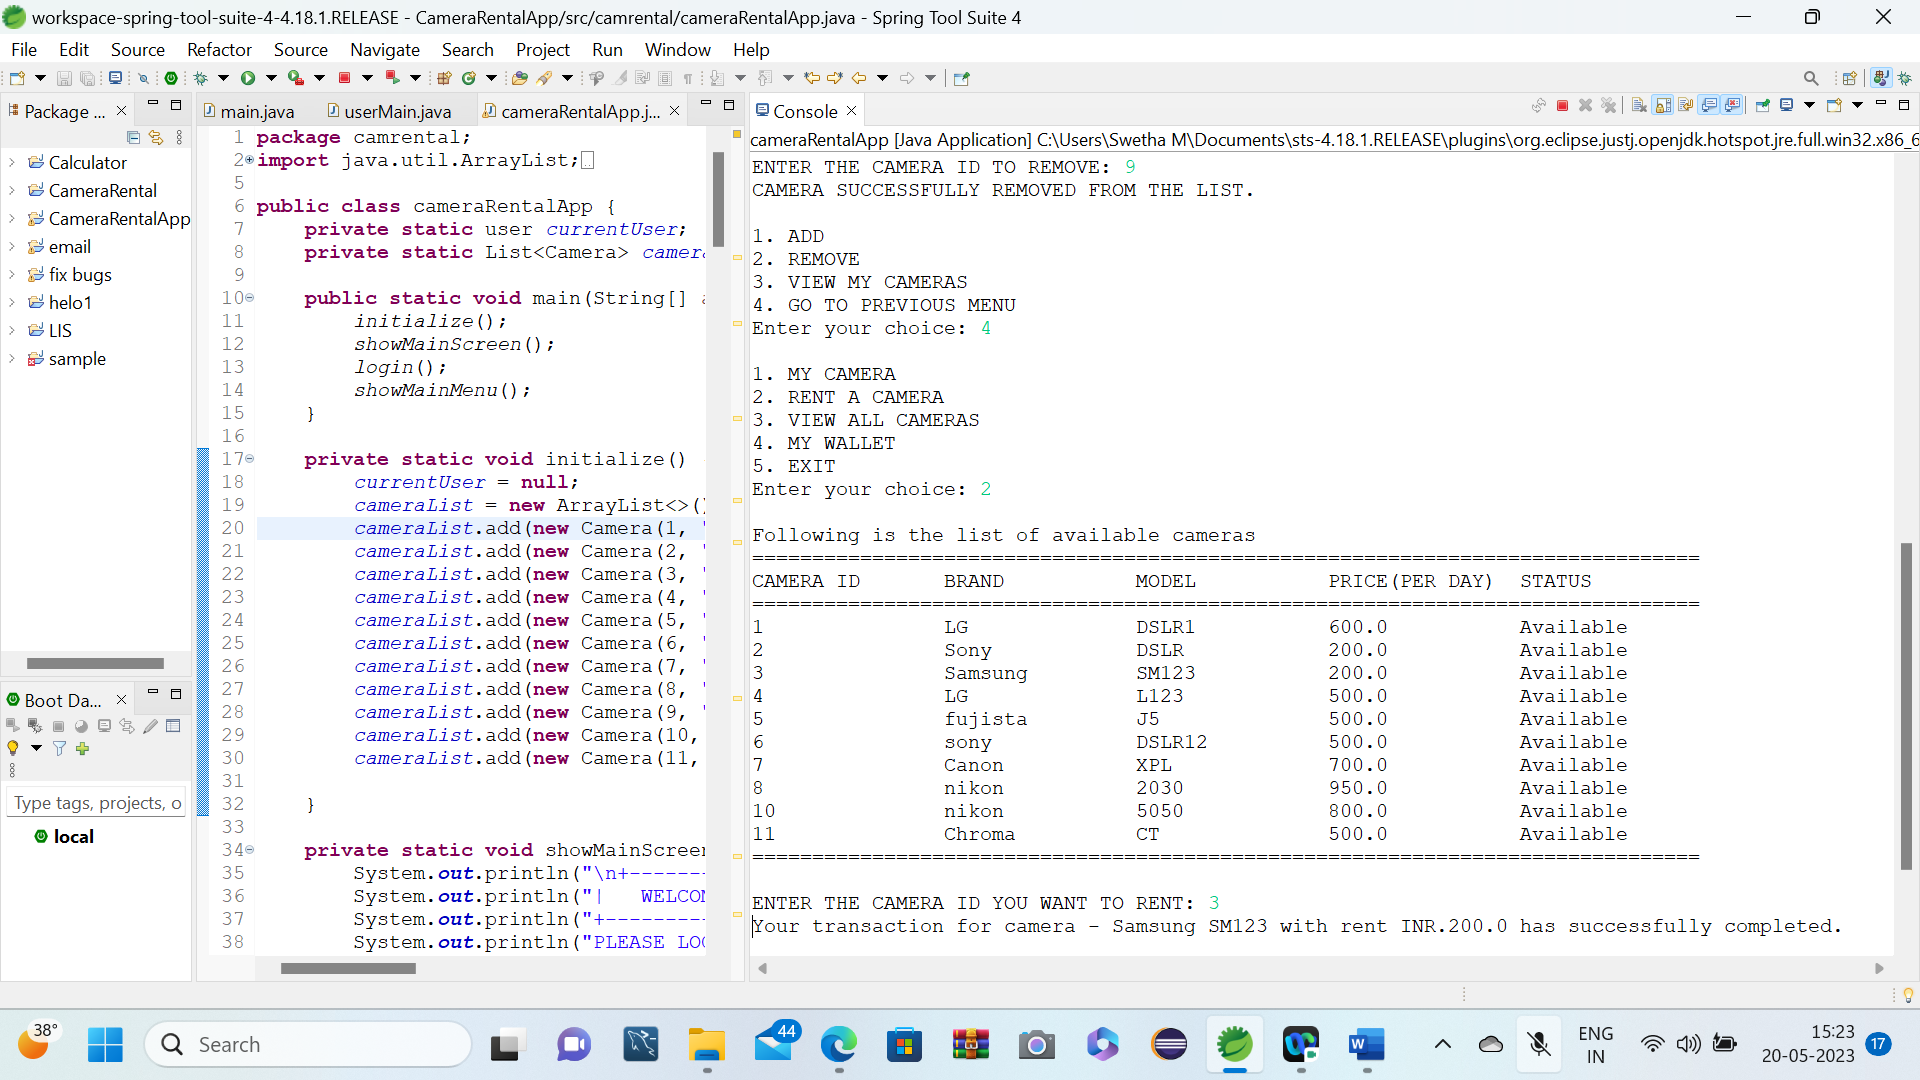 workspace-spring-tool-suite-4-4.18.1.RELEASE - CameraRentalApp/src/camrental/cameraRentalApp.java - Spring Tool Suite 4
File Edit Source Refactor Source Navigate Search Project Run Window Help
Package ...
Calculator
CameraRental
CameraRentalApp
email
fix bugs
helo1
LIS
sample
Boot Da...
Type tags, projects, o
local
main.java userMain.java cameraRentalApp.j...
1 package camrental;
2 import java.util.ArrayList;
5
6 public class cameraRentalApp {
7 private static user currentUser;
8 private static List<Camera> camer
9
10 public static void main(String[]
11 initialize();
12 showMainScreen();
13 login();
14 showMainMenu();
15 }
16
17 private static void initialize()
18 currentUser = null;
19 cameraList = new ArrayList<>()
20 cameraList.add(new Camera(1, "
21 cameraList.add(new Camera(2, "
22 cameraList.add(new Camera(3, "
23 cameraList.add(new Camera(4, "
24 cameraList.add(new Camera(5, "
25 cameraList.add(new Camera(6, "
26 cameraList.add(new Camera(7, "
27 cameraList.add(new Camera(8, "
28 cameraList.add(new Camera(9, "
29 cameraList.add(new Camera(10,
30 cameraList.add(new Camera(11,
31
32 }
33
34 private static void showMainScreen
35 System.out.println("\n+-------
36 System.out.println("| WELCOM
37 System.out.println("+---------
38 System.out.println("PLEASE LOG
Console
cameraRentalApp [Java Application] C:\Users\Swetha M\Documents\sts-4.18.1.RELEASE\plugins\org.eclipse.justj.openjdk.hotspot.jre.full.win32.x86_6
ENTER THE CAMERA ID TO REMOVE: 9
CAMERA SUCCESSFULLY REMOVED FROM THE LIST.
1. ADD
2. REMOVE
3. VIEW MY CAMERAS
4. GO TO PREVIOUS MENU
Enter your choice: 4
1. MY CAMERA
2. RENT A CAMERA
3. VIEW ALL CAMERAS
4. MY WALLET
5. EXIT
Enter your choice: 2
Following is the list of available cameras
===============================================================================
CAMERA ID BRAND MODEL PRICE(PER DAY) STATUS
===============================================================================
1 LG DSLR1 600.0 Available
2 Sony DSLR 200.0 Available
3 Samsung SM123 200.0 Available
4 LG L123 500.0 Available
5 fujista J5 500.0 Available
6 sony DSLR12 500.0 Available
7 Canon XPL 700.0 Available
8 nikon 2030 950.0 Available
10 nikon 5050 800.0 Available
11 Chroma CT 500.0 Available
===============================================================================
ENTER THE CAMERA ID YOU WANT TO RENT: 3
Your transaction for camera - Samsung SM123 with rent INR.200.0 has successfully completed.
38°
Search
44
ENG
IN
15:23
20-05-2023
17